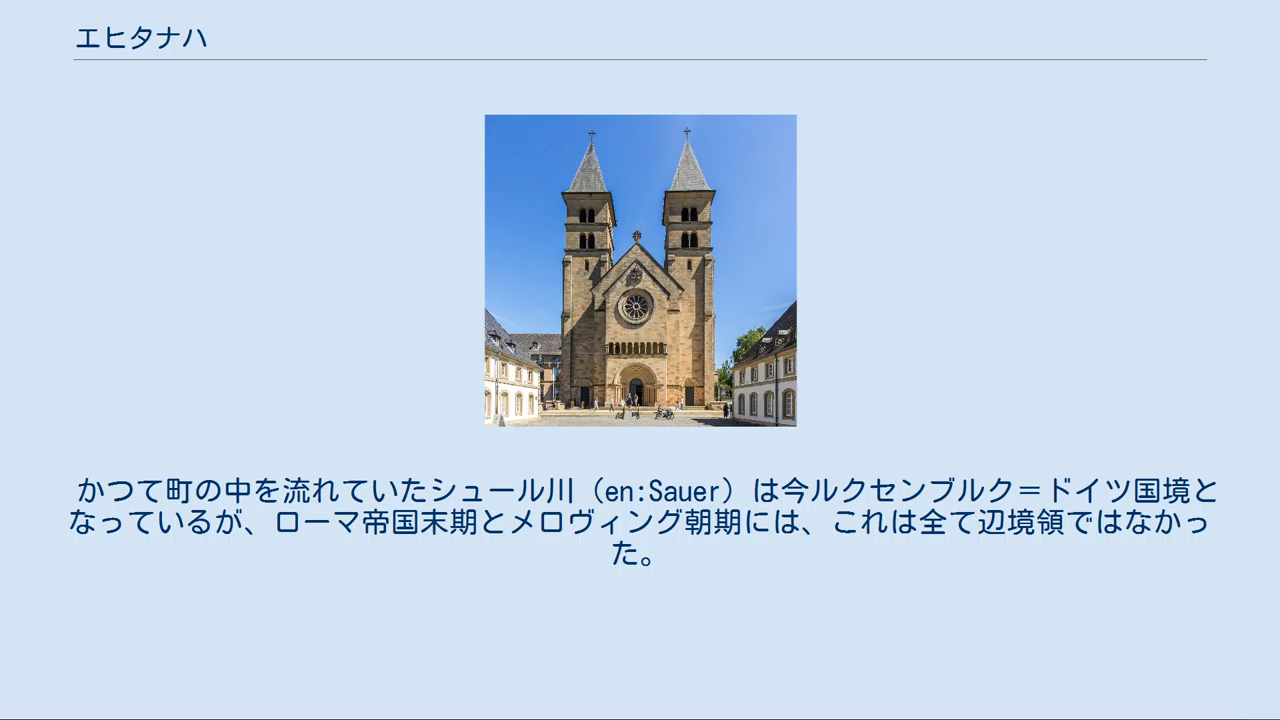 エヒタナハ
かつて町の中を流れていたシュール川（en:Sauer）は今ルクセンブルク＝ドイツ国境と
なっているが、ローマ帝国末期とメロヴィング朝期には、これは全て辺境領ではなかっ
た。